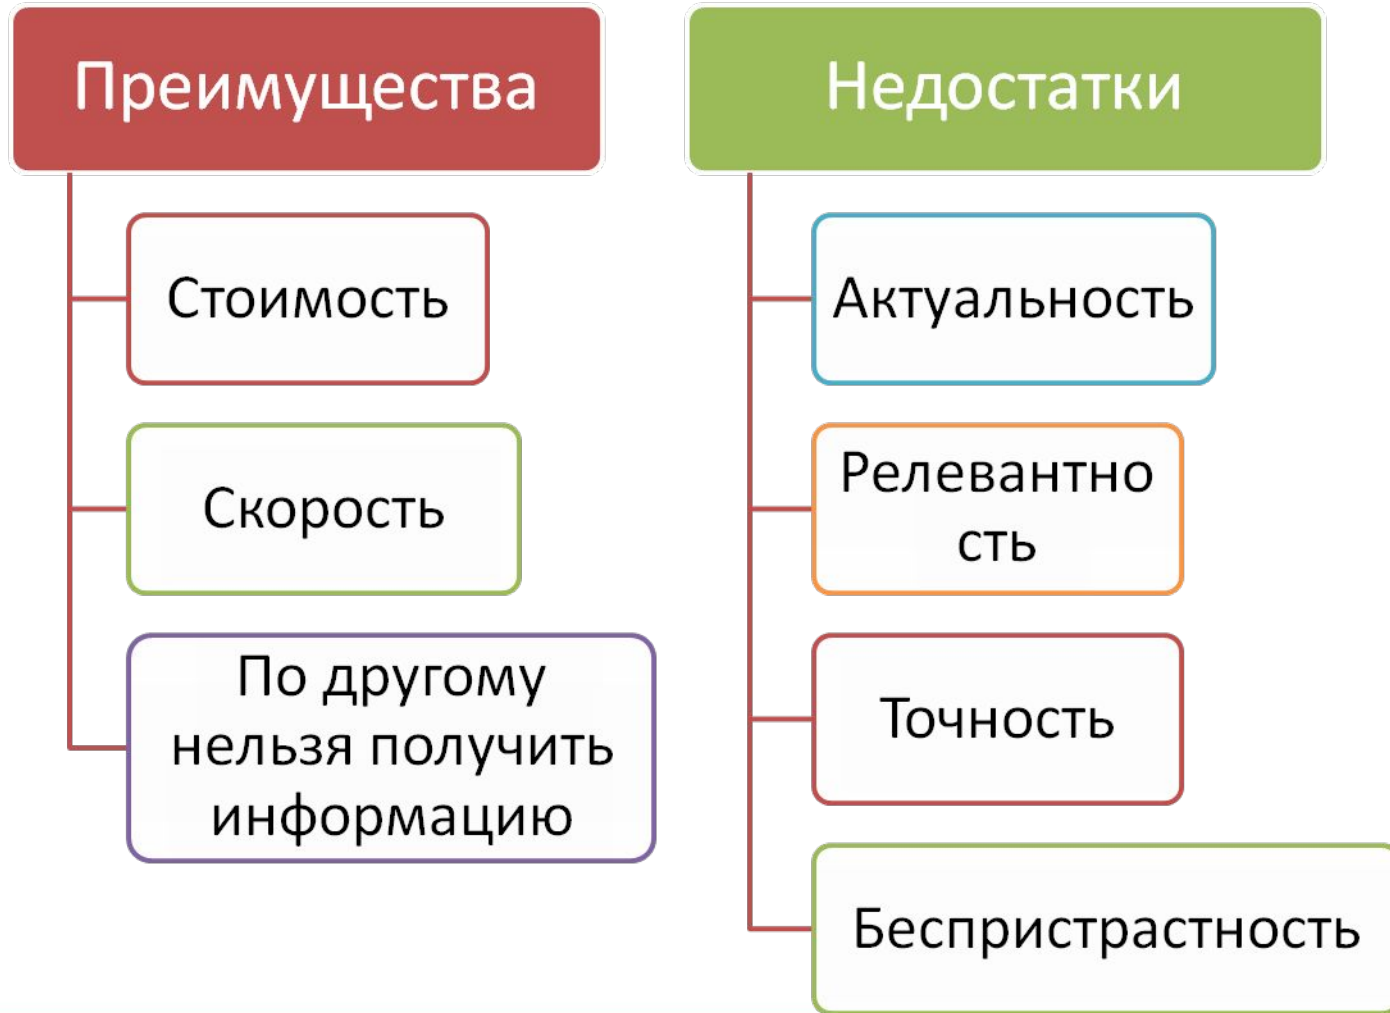 Преимущества
Стоимость
Скорость
По другому
нельзя получить
информацию
Недостатки
Актуальность
Релевантно
сть
Точность
Беспристрастность